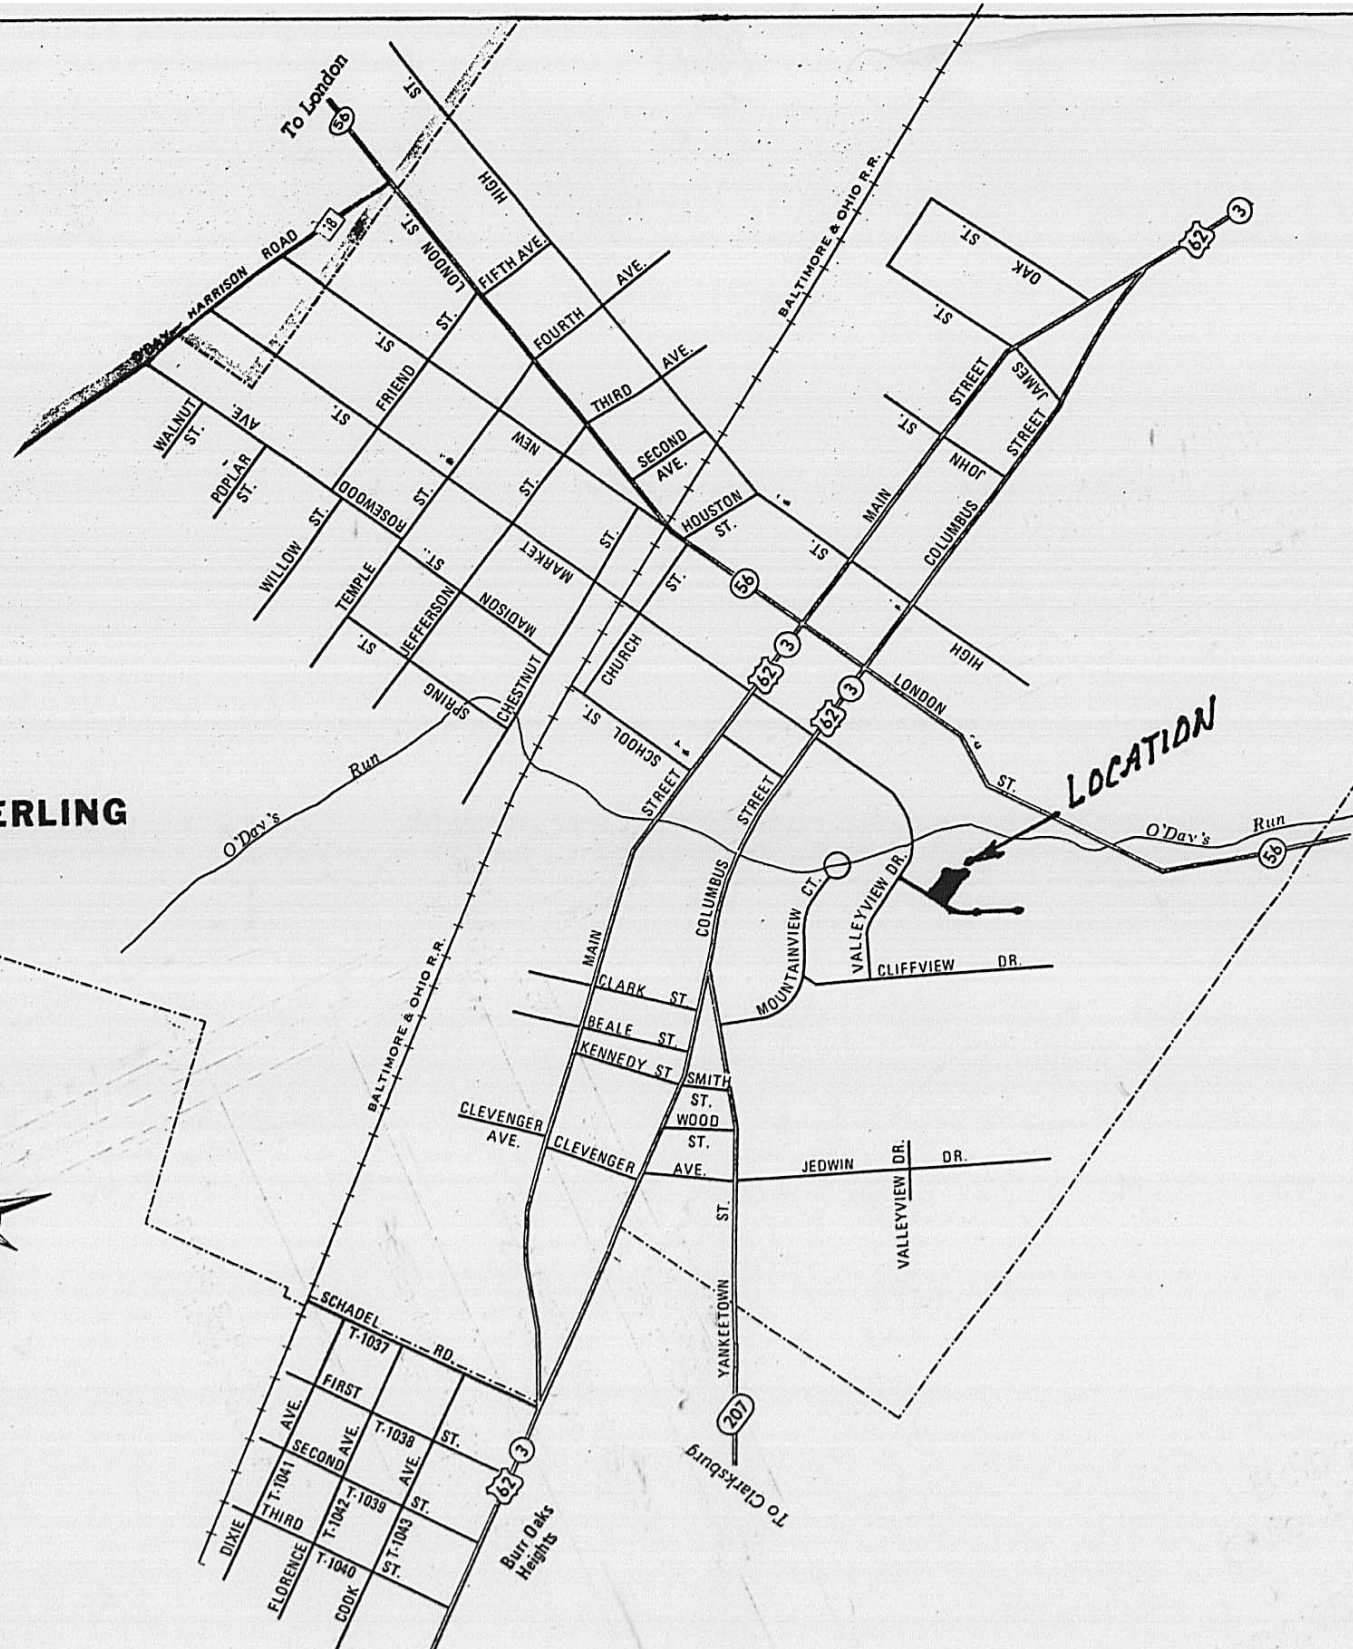 To London
56
ST.
HIGH
ST.
LONDON
FIFTH AVE.
FOURTH AVE.
THIRD AVE.
SECOND AVE.
HOUSTON ST.
BALTIMORE & OHIO R.R.
OAK ST.
62
3
ST.
JAMES
JOHN ST.
MAIN STREET
COLUMBUS STREET
O'DAY HARRISON ROAD
18
WALNUT ST.
POPLAR ST.
WILLOW ST.
FRIEND ST.
TEMPLE ST.
JEFFERSON ST.
CHESTNUT ST.
ROSEWOOD AVE.
NEW ST.
MARKET ST.
MADISON ST.
SPRING ST.
CHURCH ST.
SCHOOL ST.
56
3
62
3
62
HIGH ST.
LONDON ST.
LOCATION
O'Day's Run
56
O'Day's Run
ERLING
MAIN STREET
COLUMBUS STREET
MOUNTAINVIEW CT.
VALLEYVIEW DR.
CLIFFVIEW DR.
BALTIMORE & OHIO R.R.
CLARK ST.
BEALE ST.
KENNEDY ST
SMITH ST.
WOOD ST.
CLEVENGER AVE.
CLEVENGER AVE.
JEDWIN DR.
VALLEYVIEW DR.
YANKEETOWN ST.
207
To Clarksburg
SCHADEL RD.
T-1037
FIRST ST.
T-1038
SECOND ST.
T-1039
THIRD ST.
T-1040
DIXIE AVE.
T-1041
FLORENCE AVE.
T-1042
COOK AVE.
T-1043
3
62
Burr Oaks
Heights